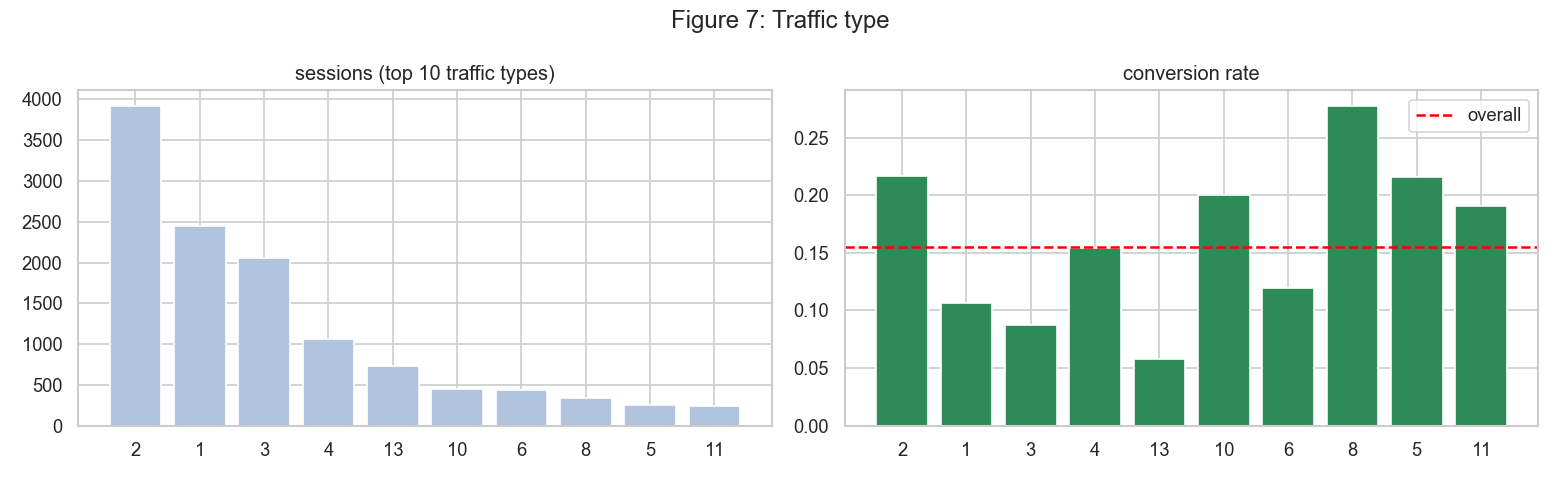 Figure 7: Traffic type
sessions (top 10 traffic types)
4000
3500
3000
2500
2000
1500
1000
500
0
2 1 3 4 13 10 6 8 5 11
conversion rate
overall
0.25
0.20
0.15
0.10
0.05
0.00
2 1 3 4 13 10 6 8 5 11